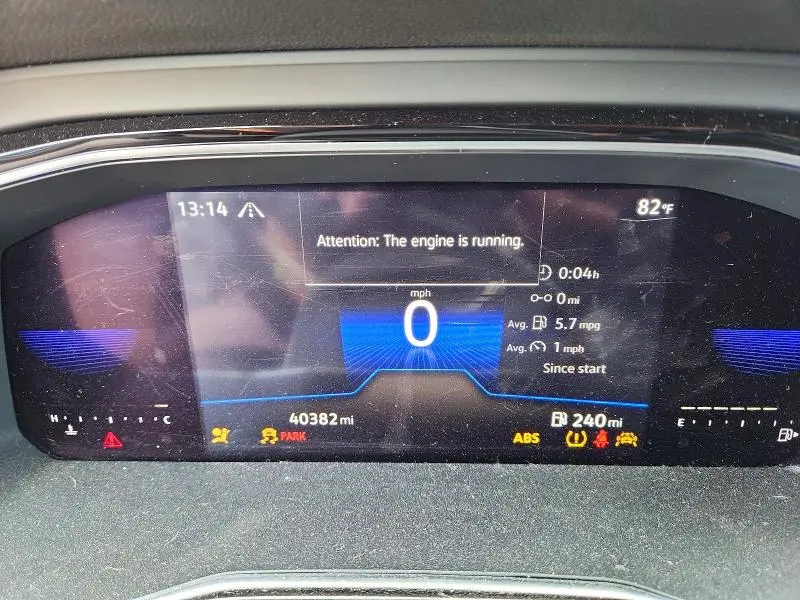 13:14
82°F
Attention: The engine is running.
0:04h
0 mi
mph
0
Avg. 5.7 mpg
Avg. 1 mph
Since start
H C
40382 mi
240 mi
E
PARK
ABS